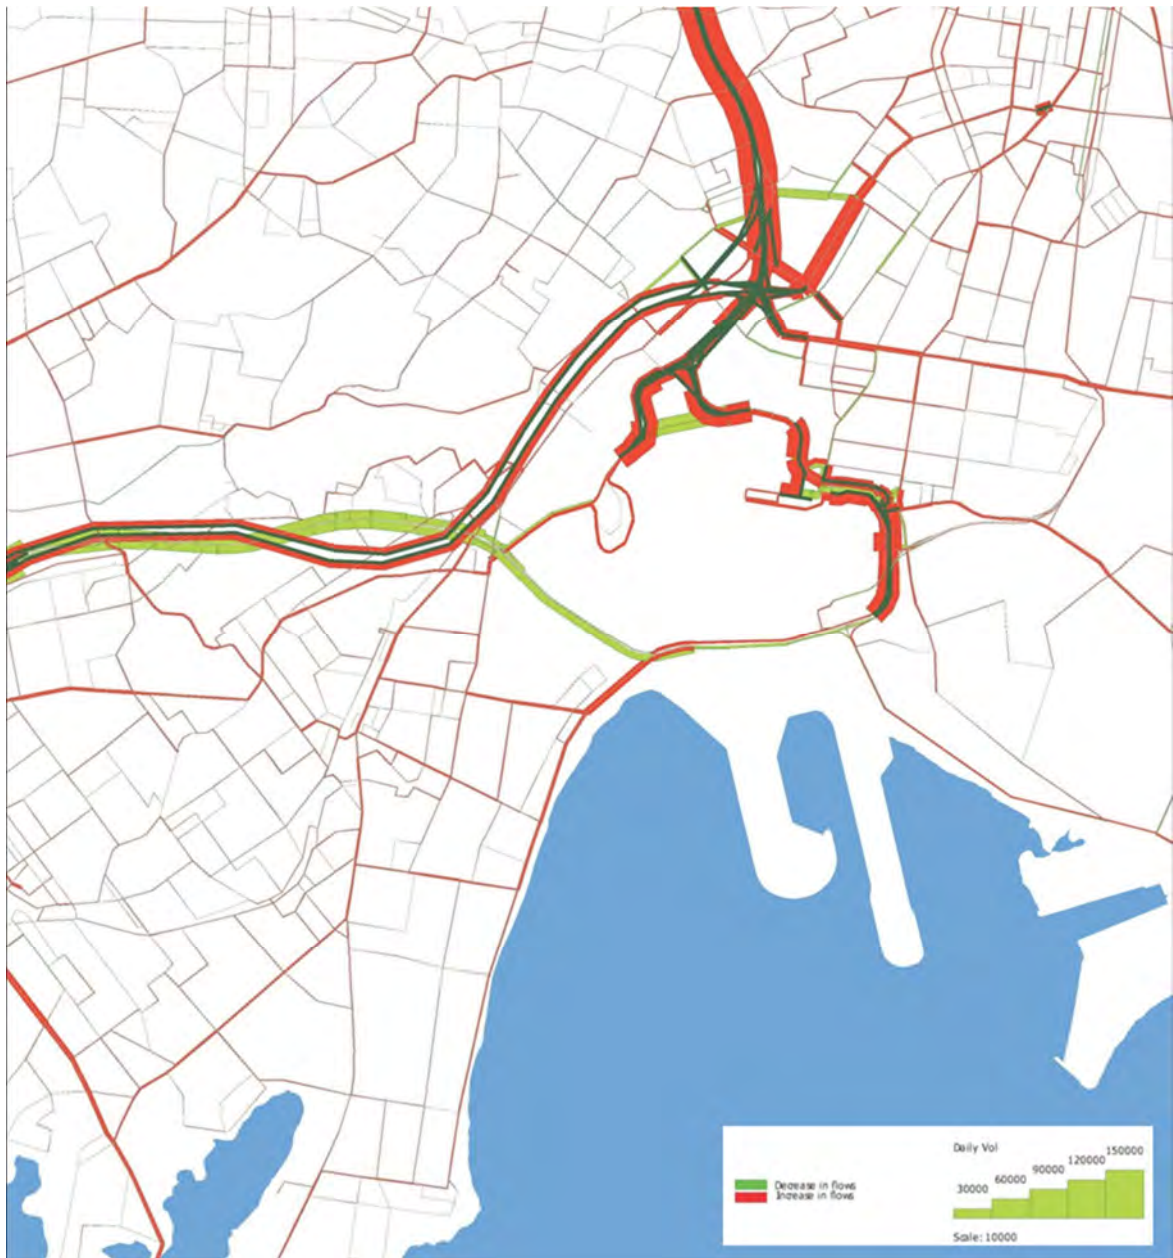 Daily Vol
150000
120000
90000
60000
30000
Decrease in flows
Increase in flows
Scale: 10000